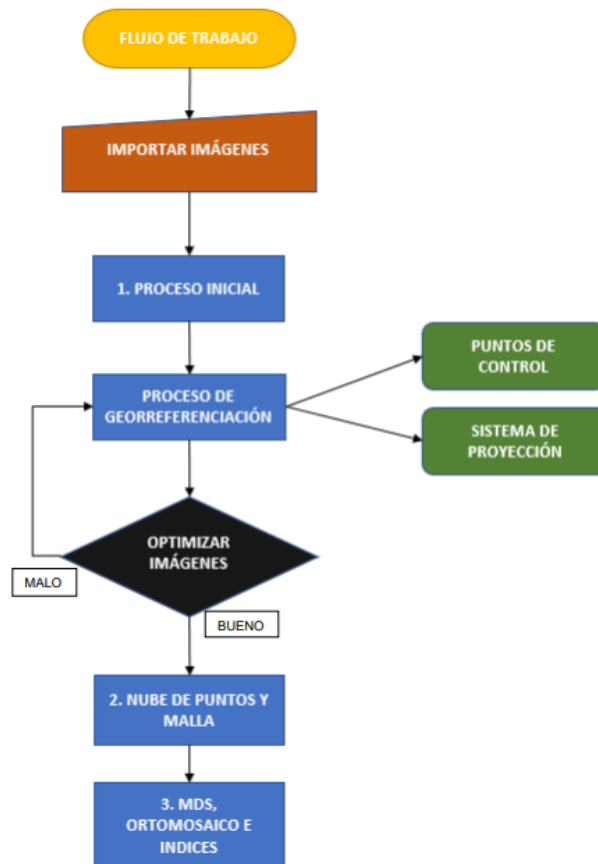 FLUJO DE TRABAJO
IMPORTAR IMÁGENES
1. PROCESO INICIAL
PROCESO DE
GEORREFERENCIACIÓN
PUNTOS DE
CONTROL
SISTEMA DE
PROYECCIÓN
OPTIMIZAR
IMÁGENES
MALO
BUENO
2. NUBE DE PUNTOS Y
MALLA
3. MDS,
ORTOMOSAICO E
INDICES